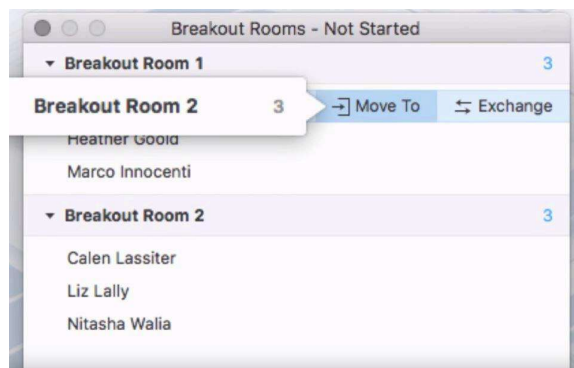 Breakout Rooms - Not Started
Breakout Room 1 3
Breakout Room 2 3 Move To Exchange
Heather Goold
Marco Innocenti
Breakout Room 2 3
Calen Lassiter
Liz Lally
Nitasha Walia